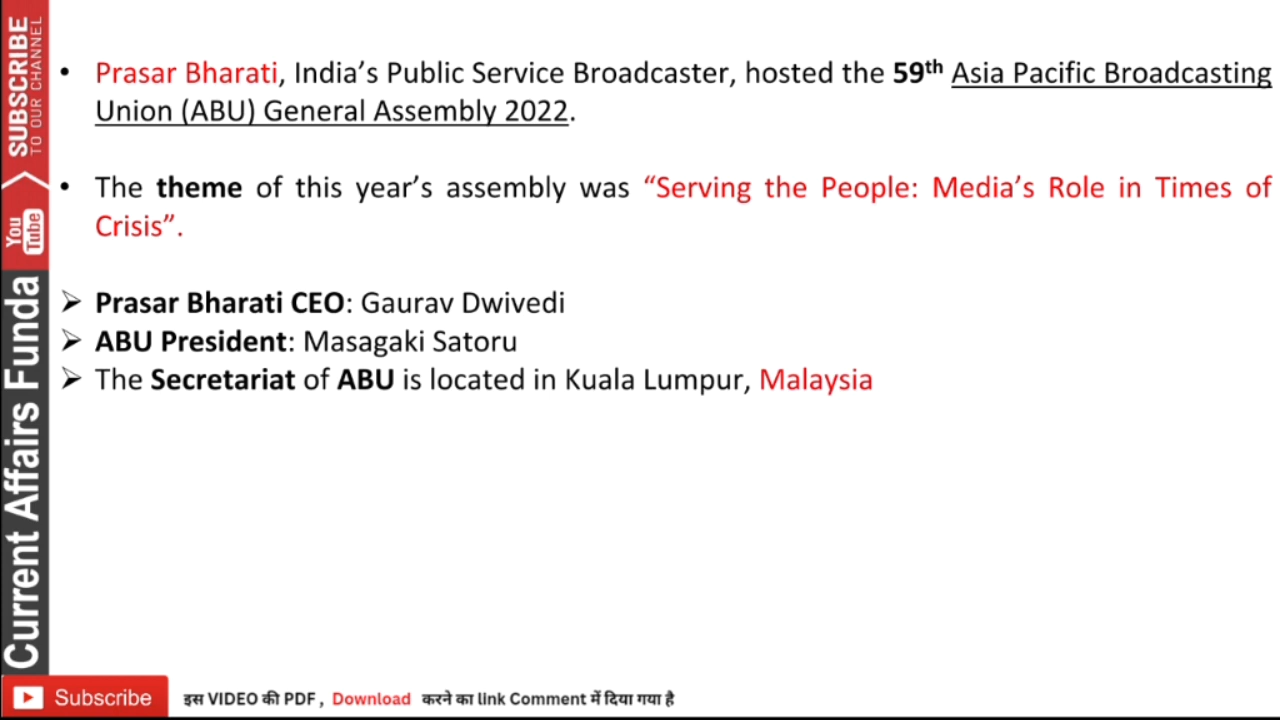 • Prasar Bharati, India’s Public Service Broadcaster, hosted the 59th Asia Pacific Broadcasting
Union (ABU) General Assembly 2022.
• The theme of this year’s assembly was “Serving the People: Media’s Role in Times of
Crisis”.
➢ Prasar Bharati CEO: Gaurav Dwivedi
➢ ABU President: Masagaki Satoru
➢ The Secretariat of ABU is located in Kuala Lumpur, Malaysia
SUBSCRIBE
TO OUR CHANNEL
You
Tube
Current Affairs Funda
Subscribe
इस VIDEO की PDF , Download करने का link Comment में दिया गया है